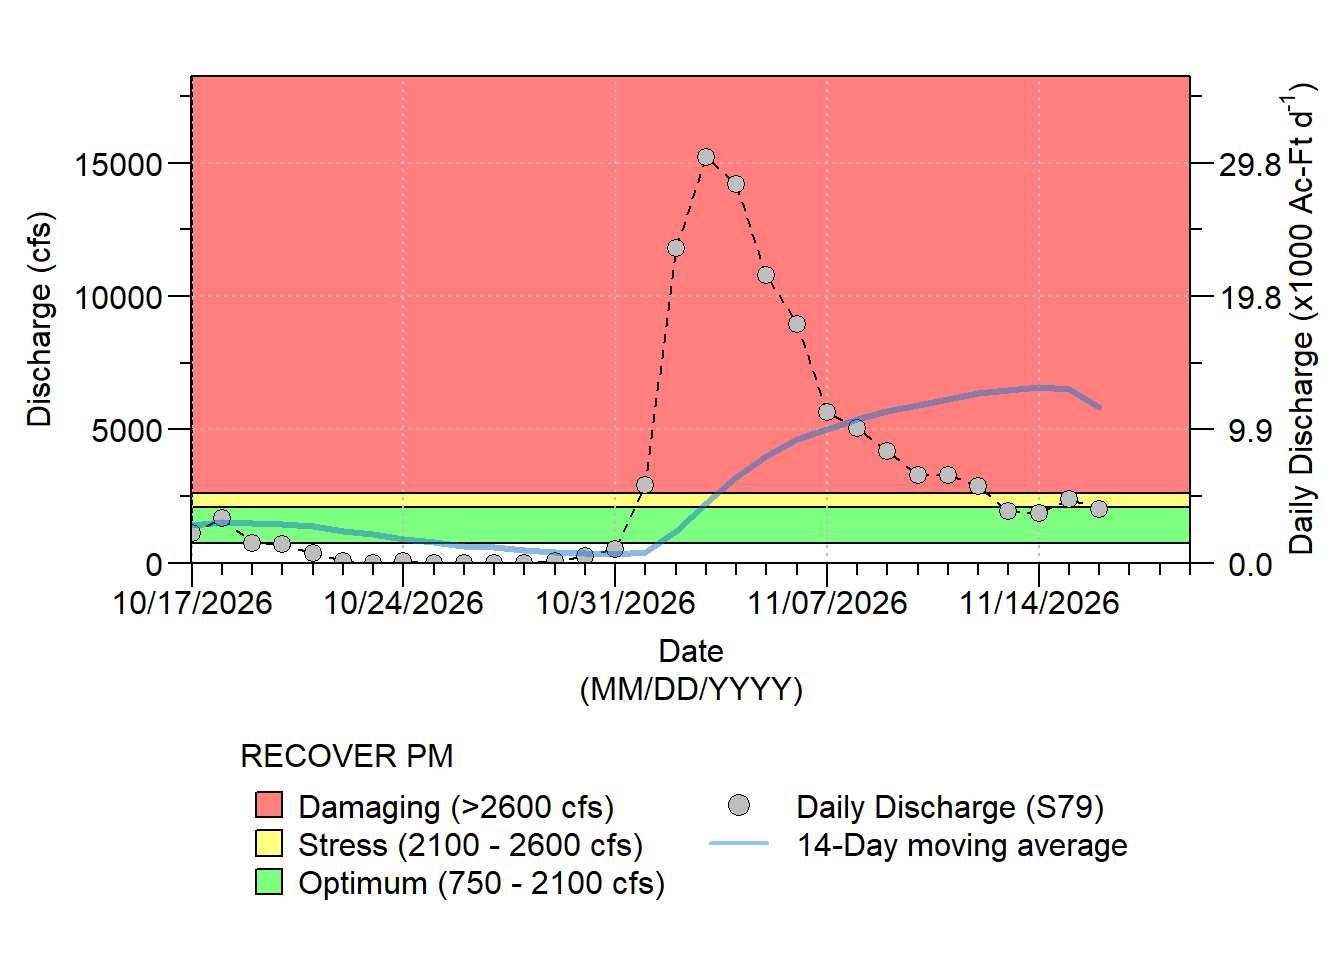 15000
10000
5000
0
Discharge (cfs)
29.8
19.8
9.9
0.0
Daily Discharge (x1000 Ac-Ft d-1)
10/17/2026 10/24/2026 10/31/2026 11/07/2026 11/14/2026
Date
(MM/DD/YYYY)
RECOVER PM
Damaging (>2600 cfs)
Stress (2100 - 2600 cfs)
Optimum (750 - 2100 cfs)
Daily Discharge (S79)
14-Day moving average